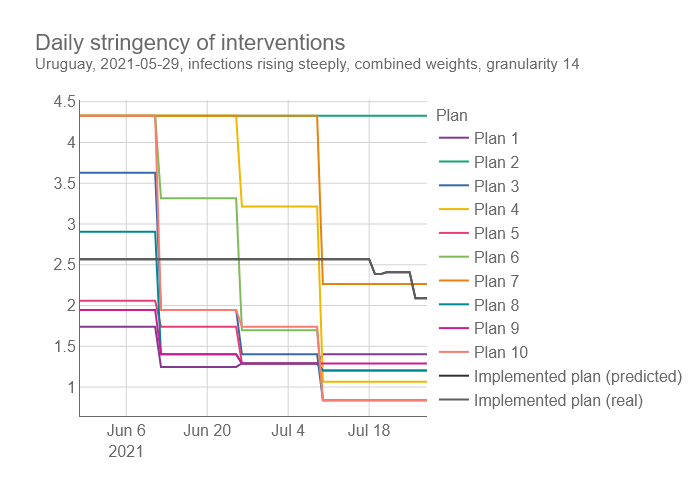 Daily stringency of interventions
Uruguay, 2021-05-29, infections rising steeply, combined weights, granularity 14
4.5
4
3.5
3
2.5
2
1.5
1
Jun 6
2021
Jun 20
Jul 4
Jul 18
Plan
Plan 1
Plan 2
Plan 3
Plan 4
Plan 5
Plan 6
Plan 7
Plan 8
Plan 9
Plan 10
Implemented plan (predicted)
Implemented plan (real)